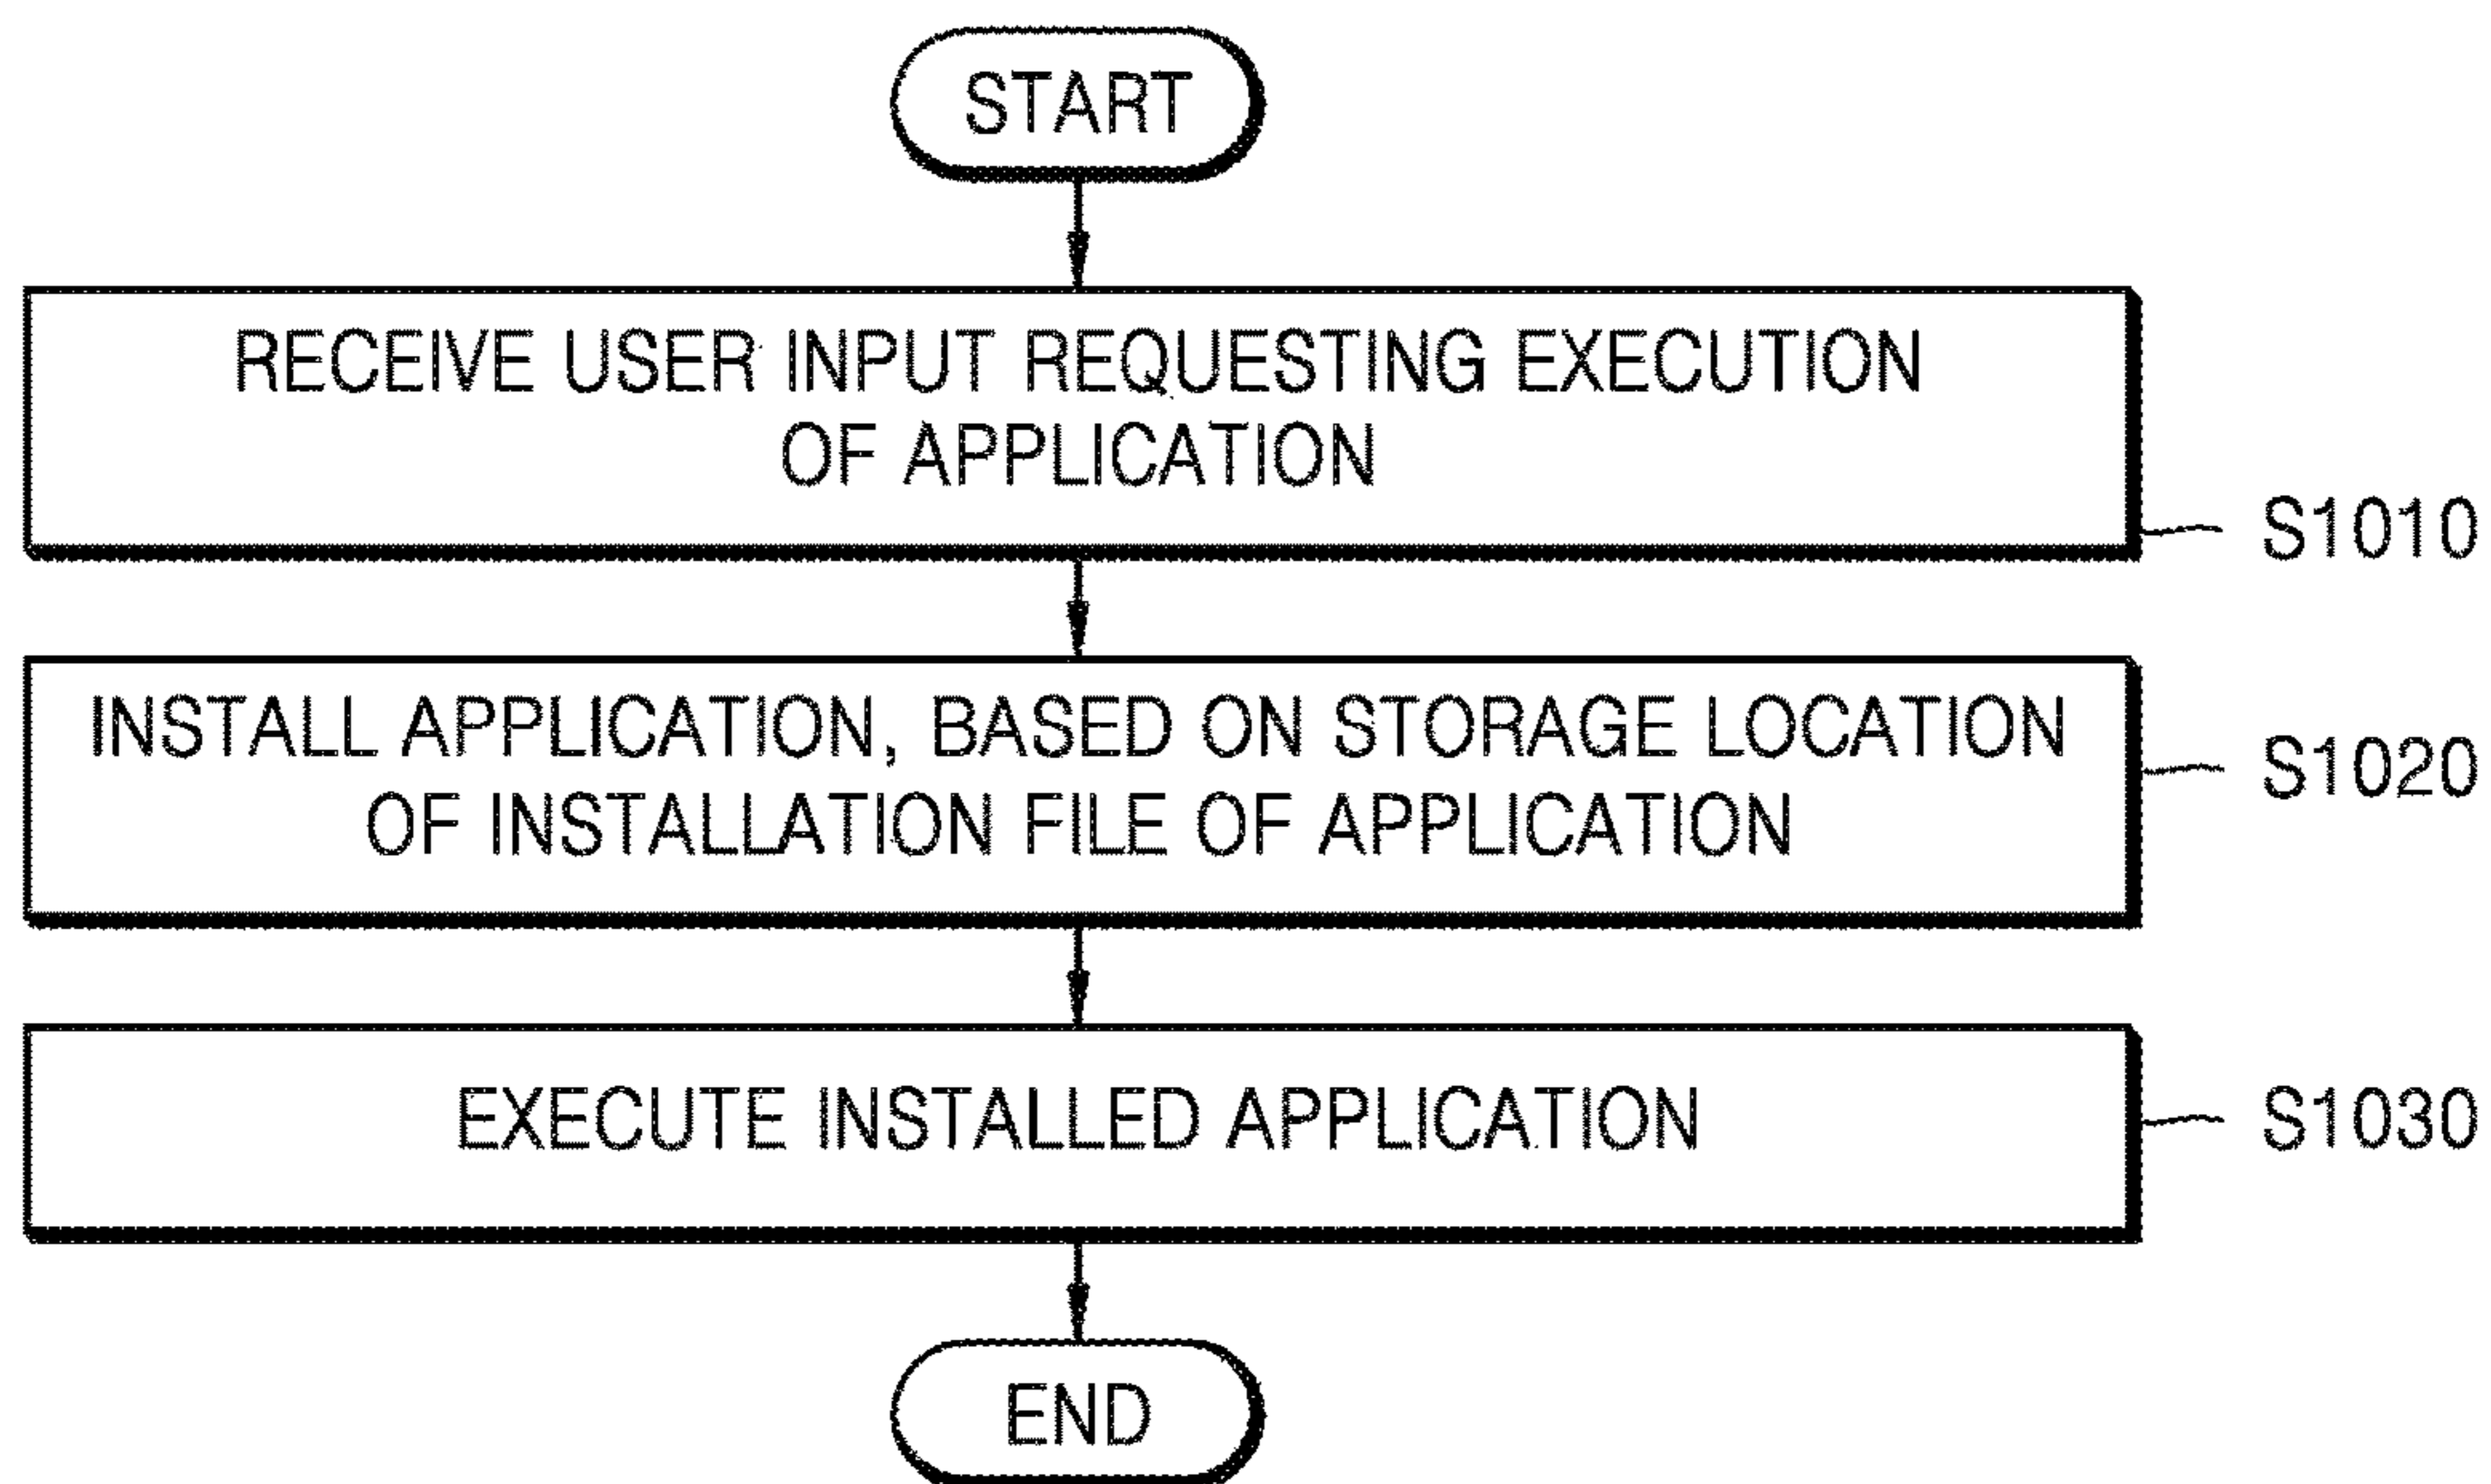 START
RECEIVE USER INPUT REQUESTING EXECUTION
OF APPLICATION
S1010
INSTALL APPLICATION, BASED ON STORAGE LOCATION
OF INSTALLATION FILE OF APPLICATION
S1020
EXECUTE INSTALLED APPLICATION
S1030
END